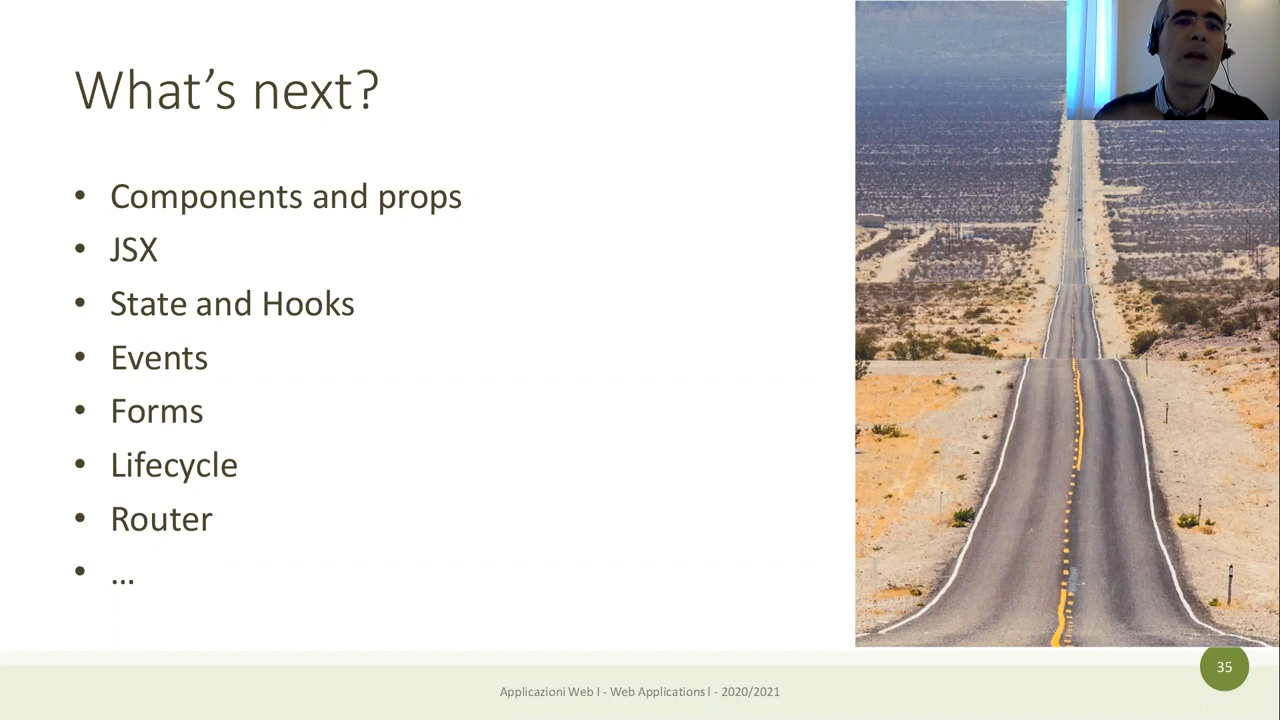 What’s next?
• Components and props
• JSX
• State and Hooks
• Events
• Forms
• Lifecycle
• Router
• …
35
Applicazioni Web I - Web Applications I - 2020/2021